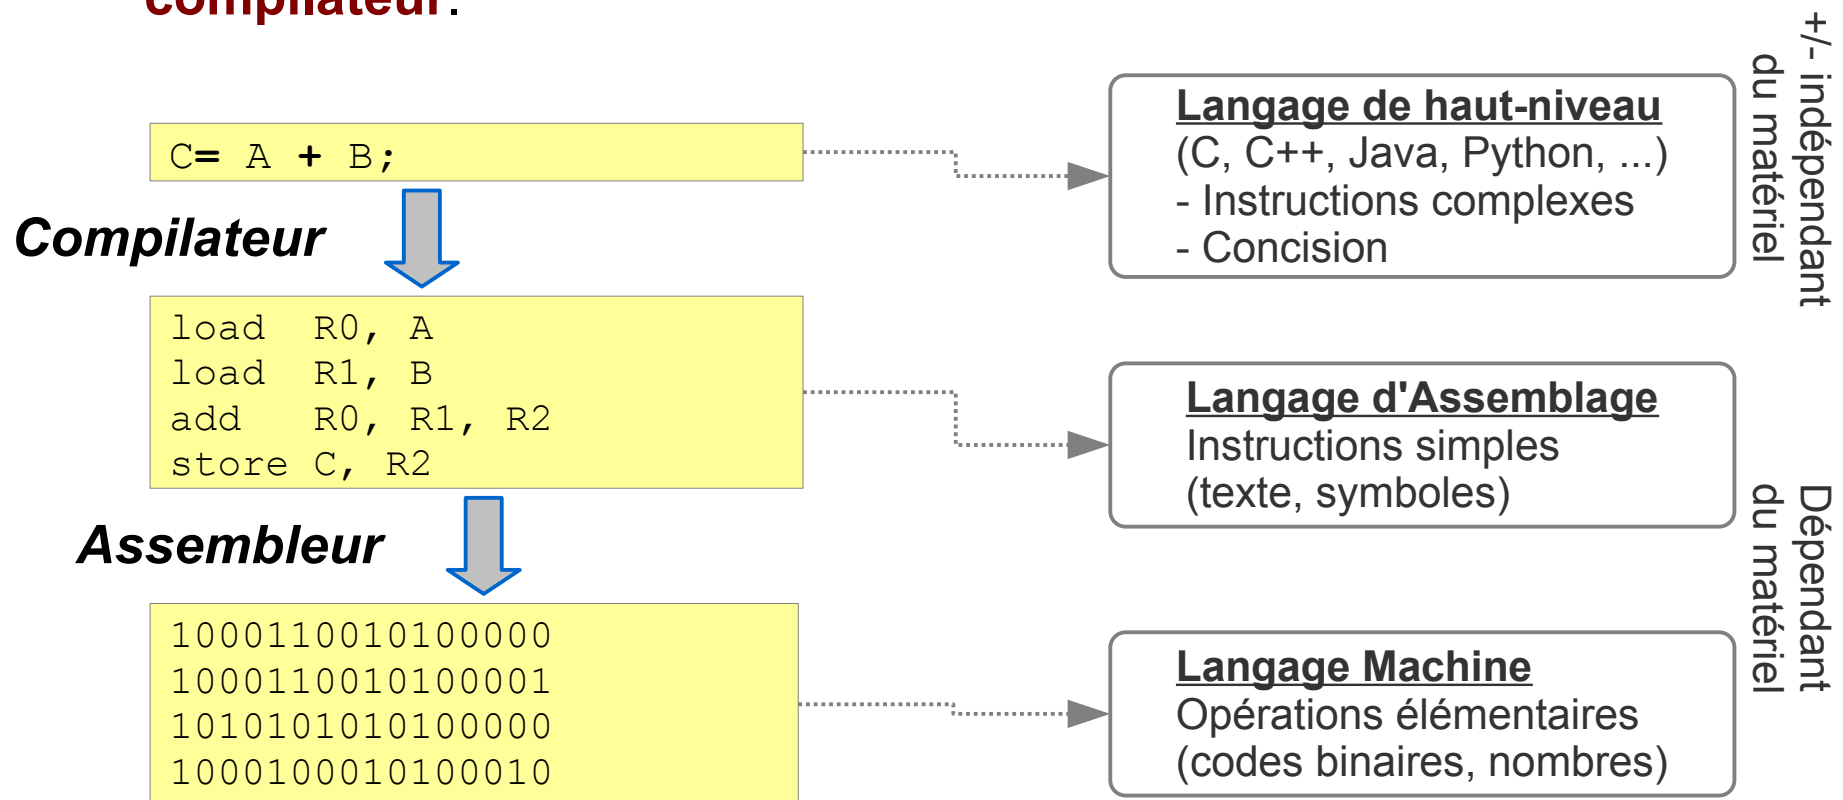 compilateur.
C= A + B;
Compilateur
load R0, A
load R1, B
add R0, R1, R2
store C, R2
Assembleur
1000110010100000
1000110010100001
1010101010100000
1000100010100010
Langage de haut-niveau
(C, C++, Java, Python, ...)
- Instructions complexes
- Concision
Langage d'Assemblage
Instructions simples
(texte, symboles)
Langage Machine
Opérations élémentaires
(codes binaires, nombres)
+/- indépendant
du matériel
Dépendant
du matériel